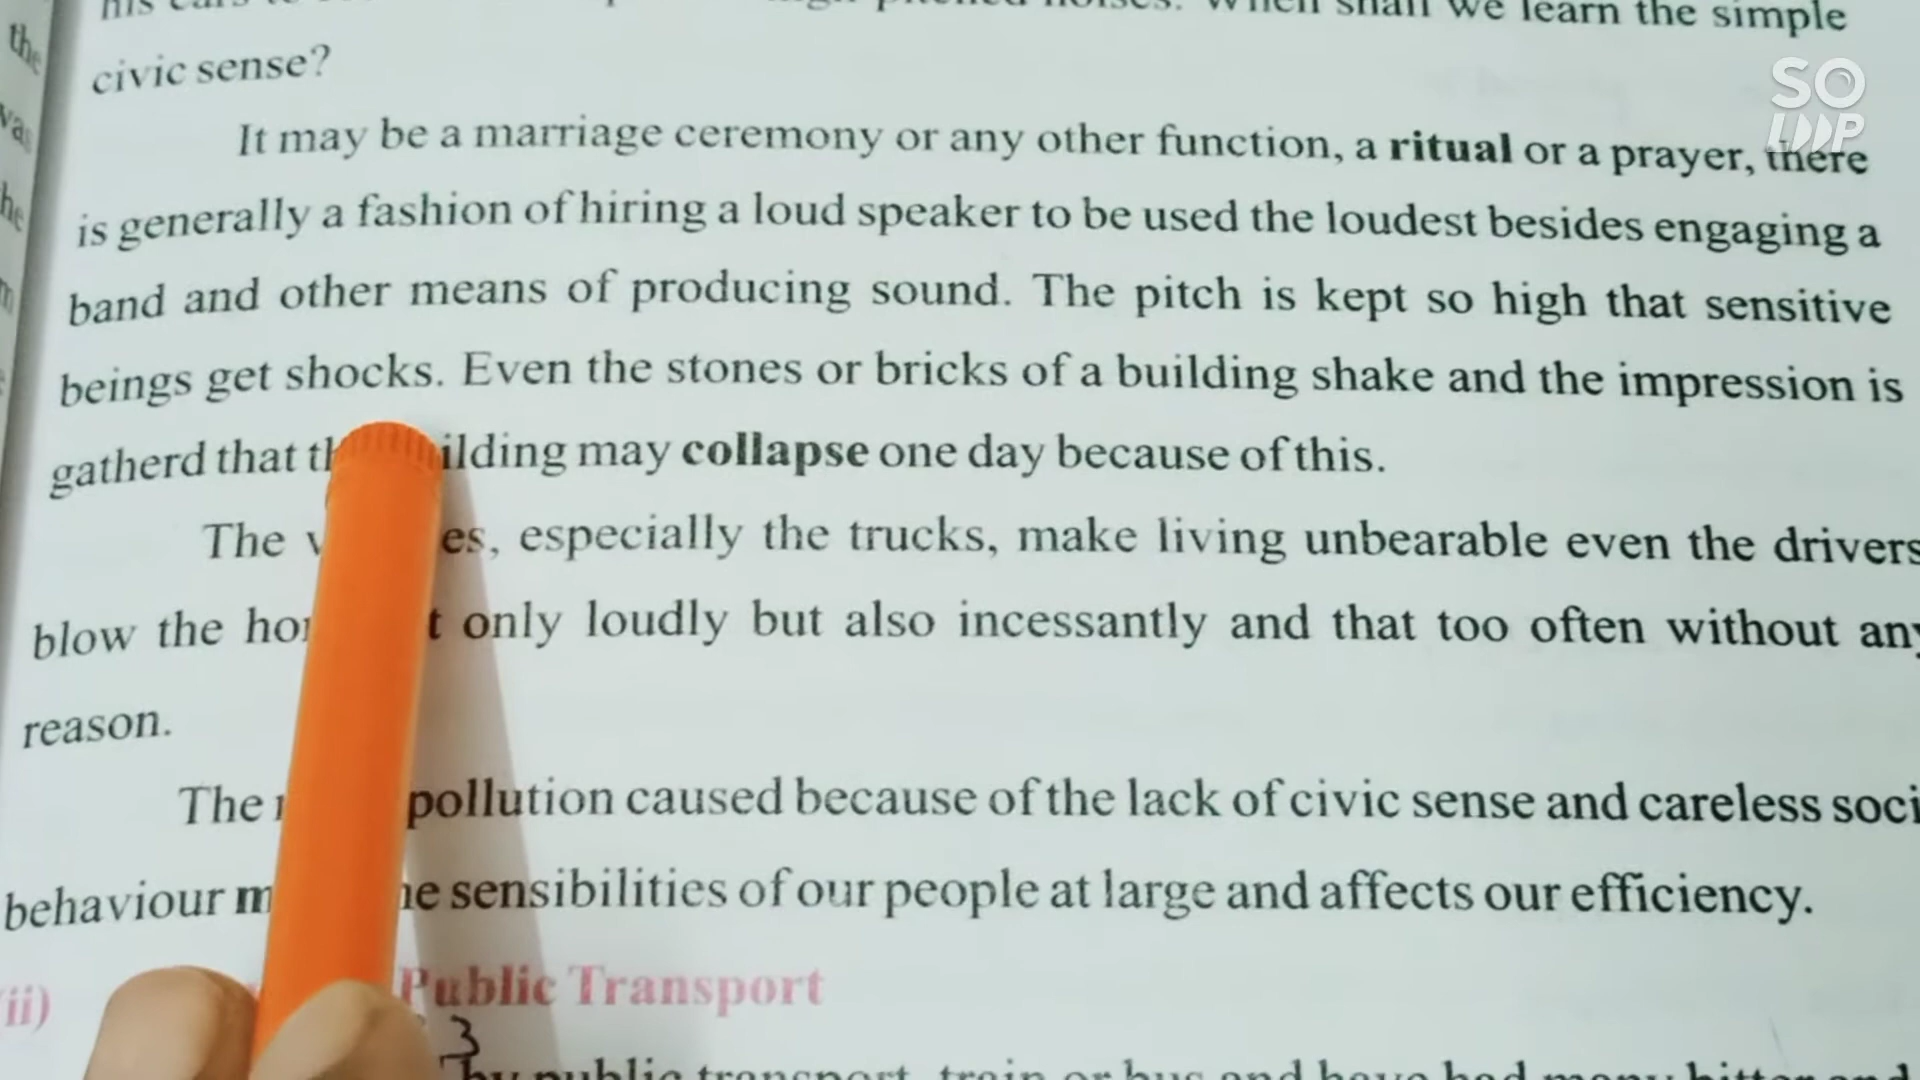 the
his ears to
pitched noises. When shall we learn the simple
civic sense?
It may be a marriage ceremony or any other function, a ritual or a prayer, there
is generally a fashion of hiring a loud speaker to be used the loudest besides engaging a
band and other means of producing sound. The pitch is kept so high that sensitive
beings get shocks. Even the stones or bricks of a building shake and the impression is
gatherd that may collapse one day because of this.
The es, especially the trucks, make living unbearable even the drivers
blow the only loudly but also incessantly and that too often without any
reason.
The pollution caused because of the lack of civic sense and careless soci
behaviour sensibilities of our people at large and affects our efficiency.
ii) Public Transport
3
by public transport, train or bus and have had many bitter and
SOLOOP